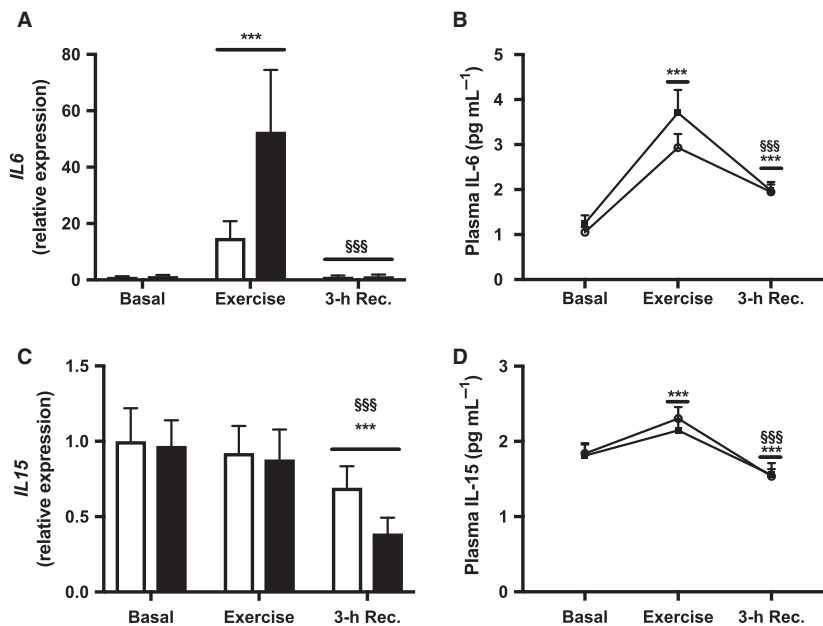 A
***
80
60
40
20
0
IL6
(relative expression)
§§§
Basal
Exercise
3-h Rec.
B
5
4
3
2
1
0
Plasma IL-6 (pg mL⁻¹)
***
§§§
***
Basal
Exercise
3-h Rec.
C
1.5
1.0
0.5
0.0
IL15
(relative expression)
§§§
***
Basal
Exercise
3-h Rec.
D
3
2
1
0
Plasma IL-15 (pg mL⁻¹)
***
§§§
***
Basal
Exercise
3-h Rec.